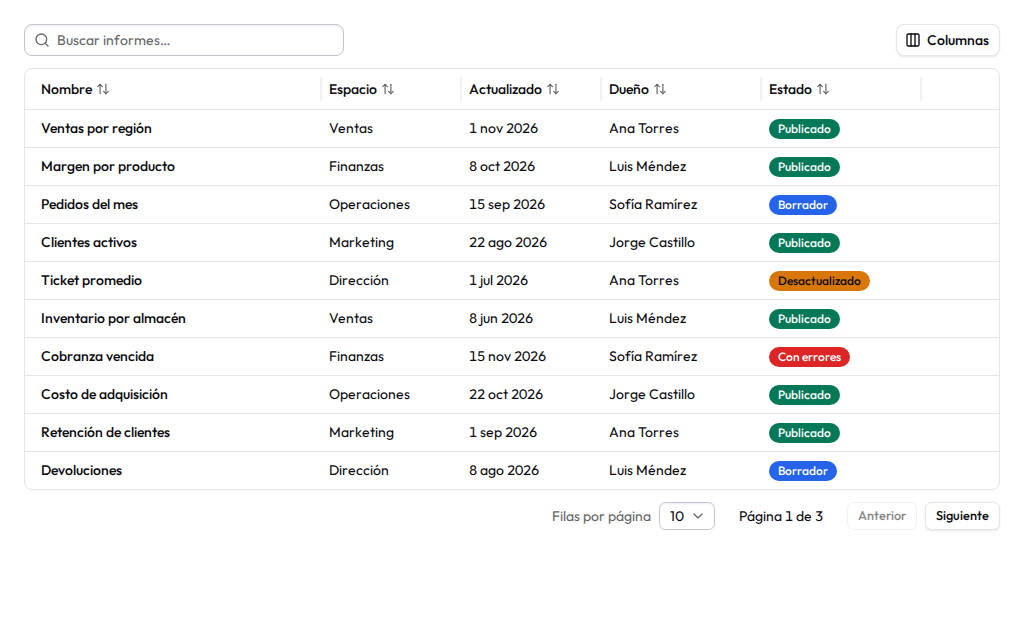 Buscar informes…
Columnas
Nombre Espacio Actualizado Dueño Estado
Ventas por región Ventas 1 nov 2026 Ana Torres Publicado
Margen por producto Finanzas 8 oct 2026 Luis Méndez Publicado
Pedidos del mes Operaciones 15 sep 2026 Sofía Ramírez Borrador
Clientes activos Marketing 22 ago 2026 Jorge Castillo Publicado
Ticket promedio Dirección 1 jul 2026 Ana Torres Desactualizado
Inventario por almacén Ventas 8 jun 2026 Luis Méndez Publicado
Cobranza vencida Finanzas 15 nov 2026 Sofía Ramírez Con errores
Costo de adquisición Operaciones 22 oct 2026 Jorge Castillo Publicado
Retención de clientes Marketing 1 sep 2026 Ana Torres Publicado
Devoluciones Dirección 8 ago 2026 Luis Méndez Borrador
Filas por página 10 Página 1 de 3 Anterior Siguiente